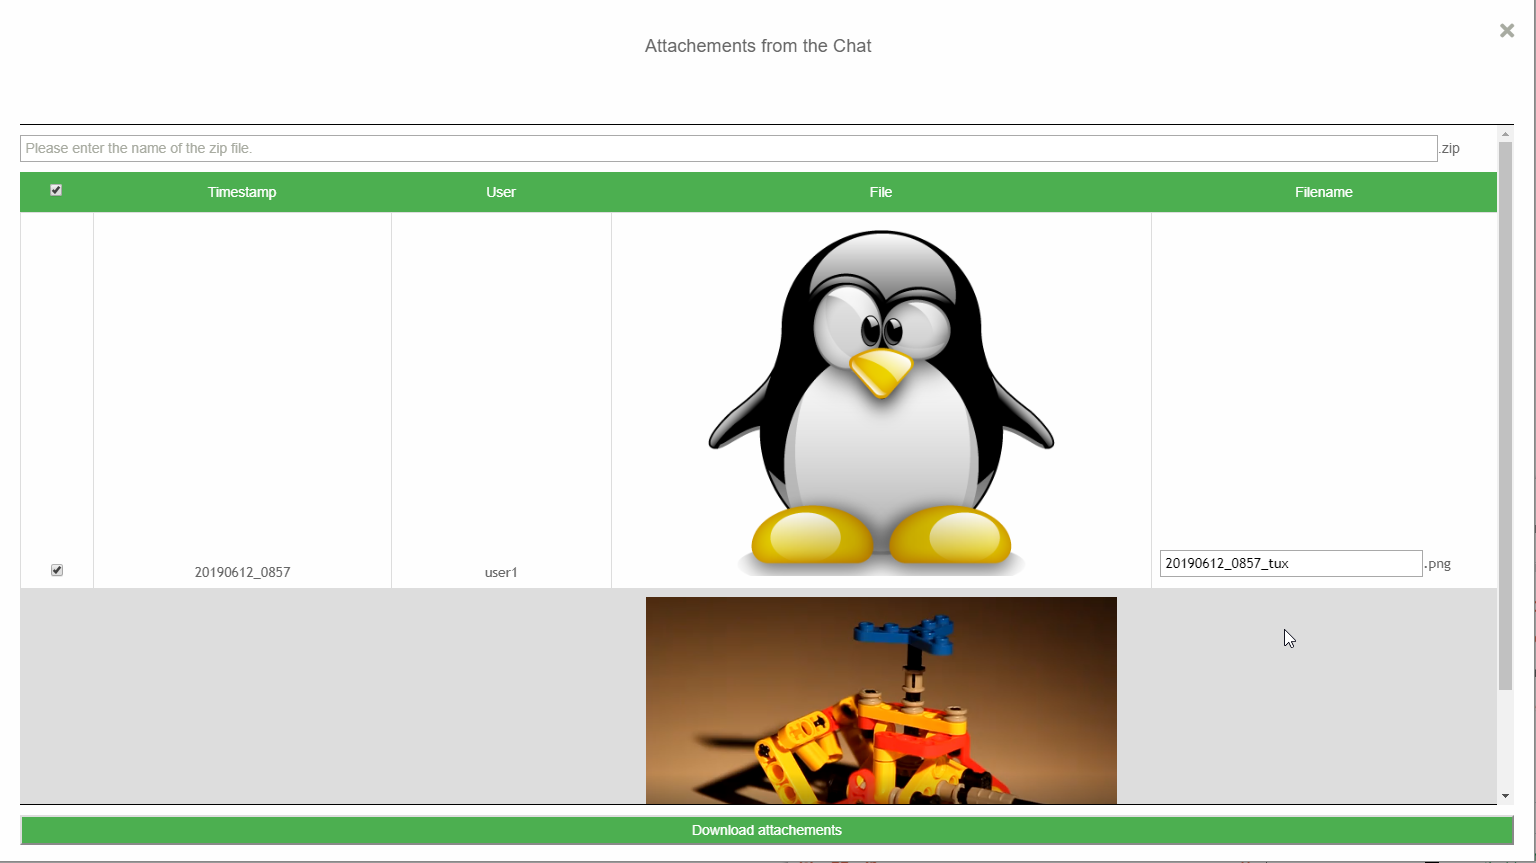 Attachements from the Chat
Please enter the name of the zip file.
.zip
Timestamp User File Filename
20190612_0857 user1 20190612_0857_tux .png
Download attachements